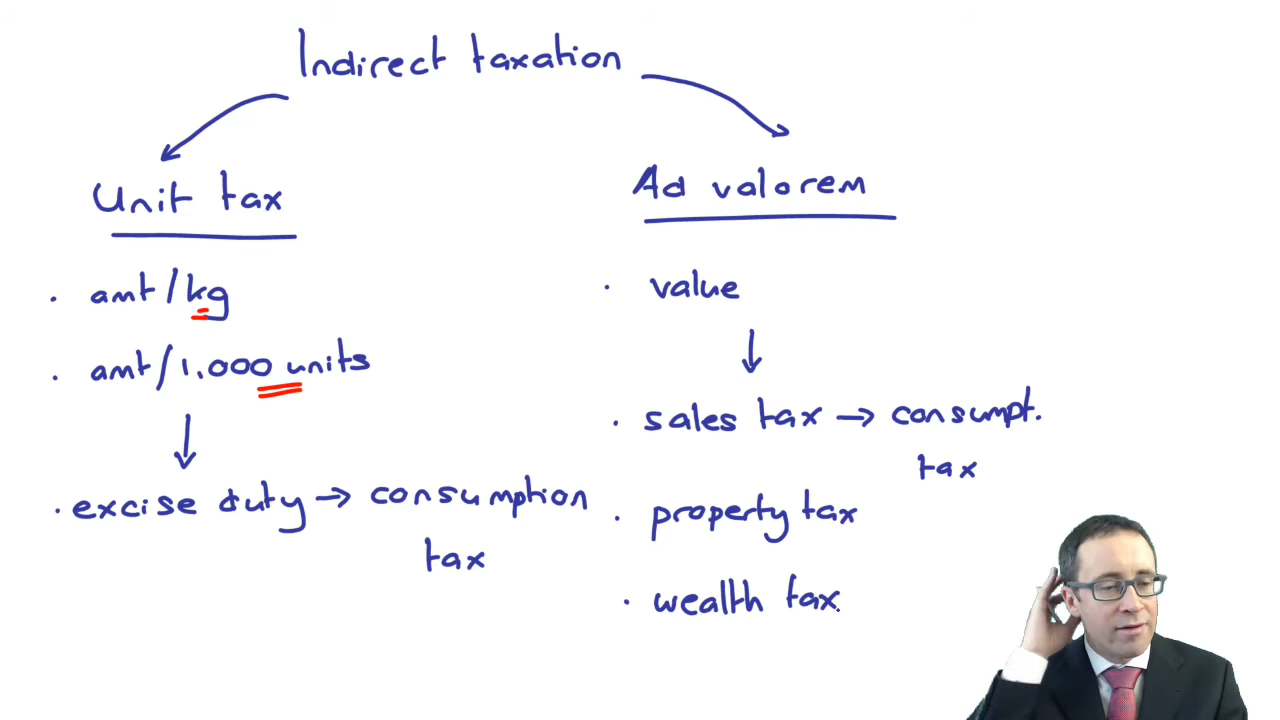 Indirect taxation
Unit tax
· amt/kg
· amt/1.000 units
· excise duty → consumption
tax
Ad valorem
· value
· sales tax → consumpt.
tax
· property tax
· wealth tax